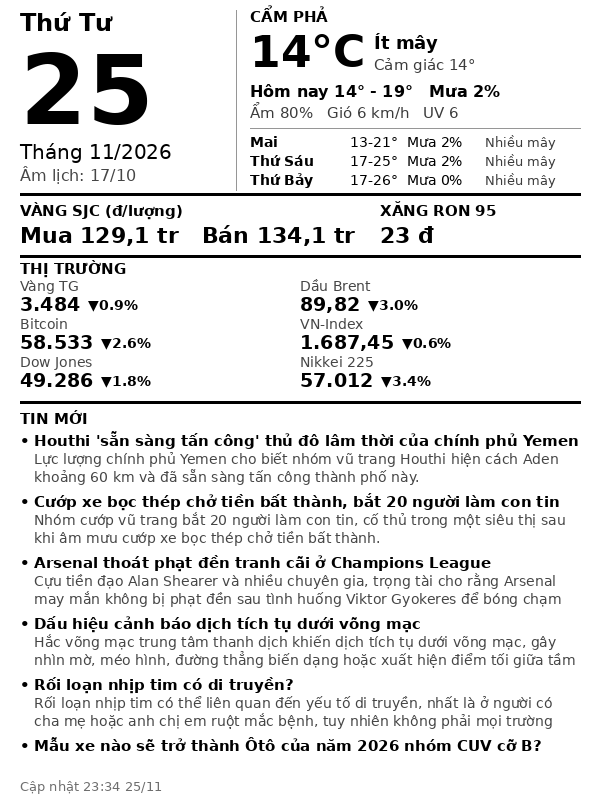 Thứ Tư
25
Tháng 11/2026
Âm lịch: 17/10
CẨM PHẢ
14°C Ít mây
Cảm giác 14°
Hôm nay 14° - 19° Mưa 2%
Ẩm 80% Gió 6 km/h UV 6
Mai 13-21° Mưa 2% Nhiều mây
Thứ Sáu 17-25° Mưa 2% Nhiều mây
Thứ Bảy 17-26° Mưa 0% Nhiều mây
VÀNG SJC (đ/lượng)
Mua 129,1 tr Bán 134,1 tr
XĂNG RON 95
23 đ
THỊ TRƯỜNG
Vàng TG
3.484 ▼0.9%
Dầu Brent
89,82 ▼3.0%
Bitcoin
58.533 ▼2.6%
VN-Index
1.687,45 ▼0.6%
Dow Jones
49.286 ▼1.8%
Nikkei 225
57.012 ▼3.4%
TIN MỚI
• Houthi 'sẵn sàng tấn công' thủ đô lâm thời của chính phủ Yemen
Lực lượng chính phủ Yemen cho biết nhóm vũ trang Houthi hiện cách Aden
khoảng 60 km và đã sẵn sàng tấn công thành phố này.
• Cướp xe bọc thép chở tiền bất thành, bắt 20 người làm con tin
Nhóm cướp vũ trang bắt 20 người làm con tin, cố thủ trong một siêu thị sau
khi âm mưu cướp xe bọc thép chở tiền bất thành.
• Arsenal thoát phạt đền tranh cãi ở Champions League
Cựu tiền đạo Alan Shearer và nhiều chuyên gia, trọng tài cho rằng Arsenal
may mắn không bị phạt đền sau tình huống Viktor Gyokeres để bóng chạm
• Dấu hiệu cảnh báo dịch tích tụ dưới võng mạc
Hắc võng mạc trung tâm thanh dịch khiến dịch tích tụ dưới võng mạc, gây
nhìn mờ, méo hình, đường thẳng biến dạng hoặc xuất hiện điểm tối giữa tầm
• Rối loạn nhịp tim có di truyền?
Rối loạn nhịp tim có thể liên quan đến yếu tố di truyền, nhất là ở người có
cha mẹ hoặc anh chị em ruột mắc bệnh, tuy nhiên không phải mọi trường
• Mẫu xe nào sẽ trở thành Ôtô của năm 2026 nhóm CUV cỡ B?
Cập nhật 23:34 25/11